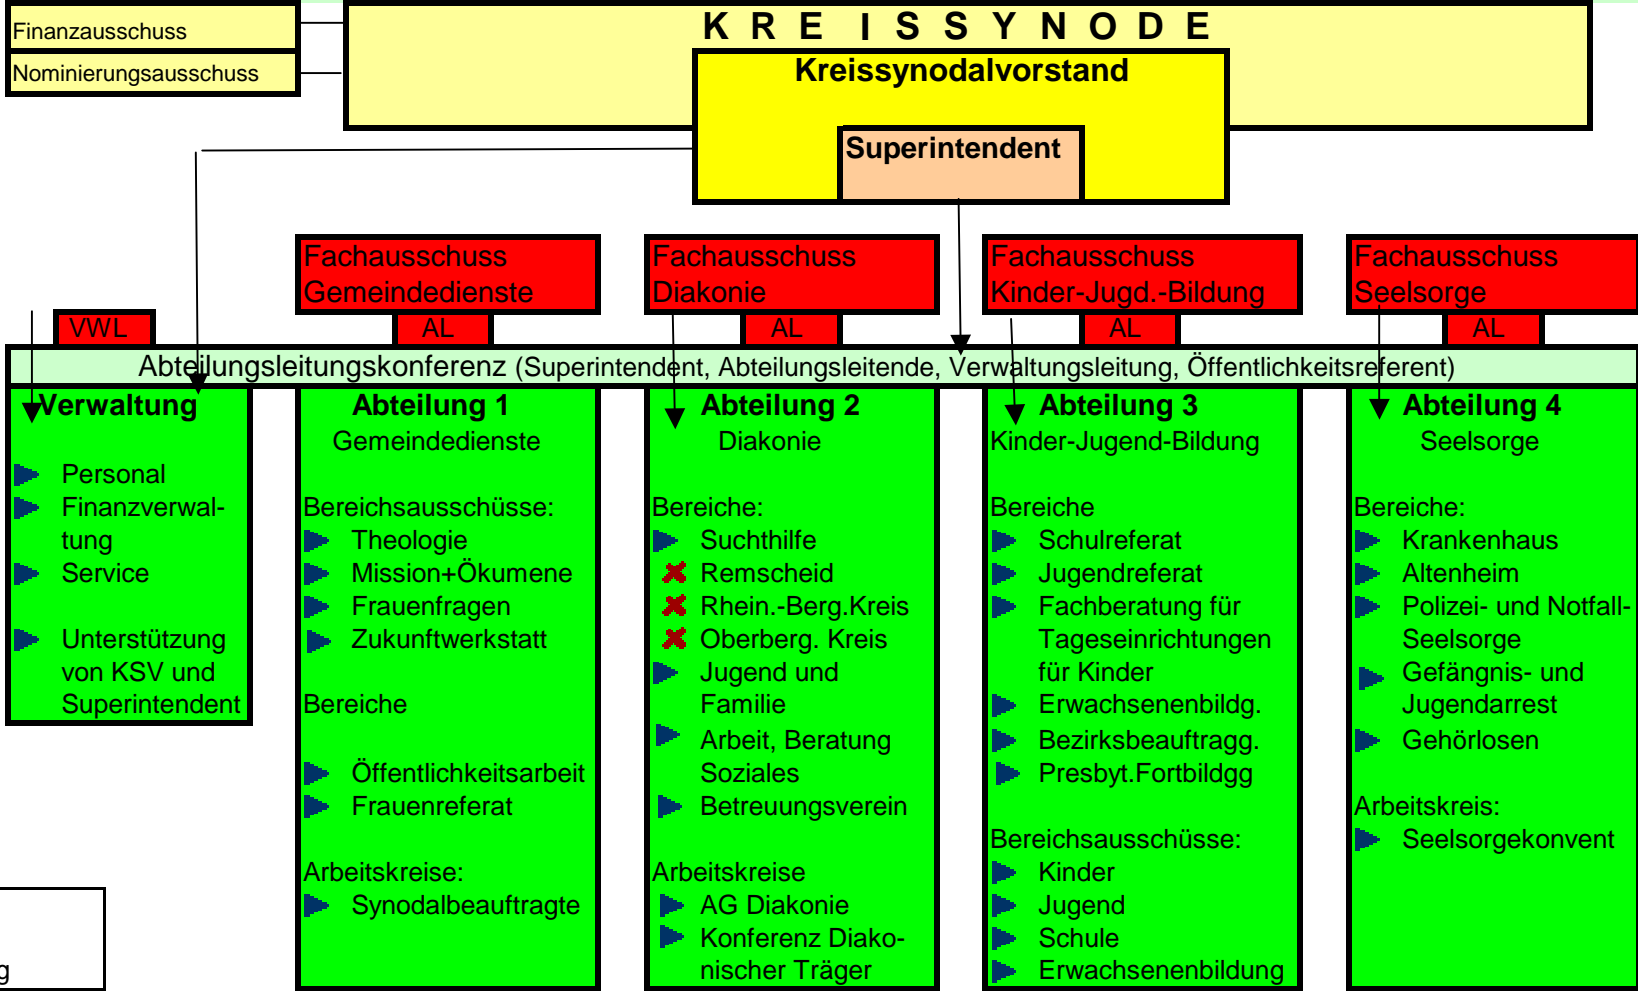 Finanzausschuss
Nominierungsausschuss
K R E I S S Y N O D E
Kreissynodalvorstand
Superintendent
Fachausschuss
Gemeindedienste
Fachausschuss
Diakonie
Fachausschuss
Kinder-Jugd.-Bildung
Fachausschuss
Seelsorge
VWL
AL
AL
AL
AL
Abteilungsleitungskonferenz (Superintendent, Abteilungsleitende, Verwaltungsleitung, Öffentlichkeitsreferent)
Verwaltung
Personal
Finanzverwal-
tung
Service
Unterstützung
von KSV und
Superintendent
Abteilung 1
Gemeindedienste
Bereichsausschüsse:
Theologie
Mission+Ökumene
Frauenfragen
Zukunftwerkstatt
Bereiche
Öffentlichkeitsarbeit
Frauenreferat
Arbeitskreise:
Synodalbeauftragte
Abteilung 2
Diakonie
Bereiche:
Suchthilfe
Remscheid
Rhein.-Berg.Kreis
Oberberg. Kreis
Jugend und
Familie
Arbeit, Beratung
Soziales
Betreuungsverein
Arbeitskreise
AG Diakonie
Konferenz Diako-
nischer Träger
Abteilung 3
Kinder-Jugend-Bildung
Bereiche
Schulreferat
Jugendreferat
Fachberatung für
Tageseinrichtungen
für Kinder
Erwachsenenbildg.
Bezirksbeauftragg.
Presbyt.Fortbildgg
Bereichsausschüsse:
Kinder
Jugend
Schule
Erwachsenenbildung
Abteilung 4
Seelsorge
Bereiche:
Krankenhaus
Altenheim
Polizei- und Notfall-
Seelsorge
Gefängnis- und
Jugendarrest
Gehörlosen
Arbeitskreis:
Seelsorgekonvent